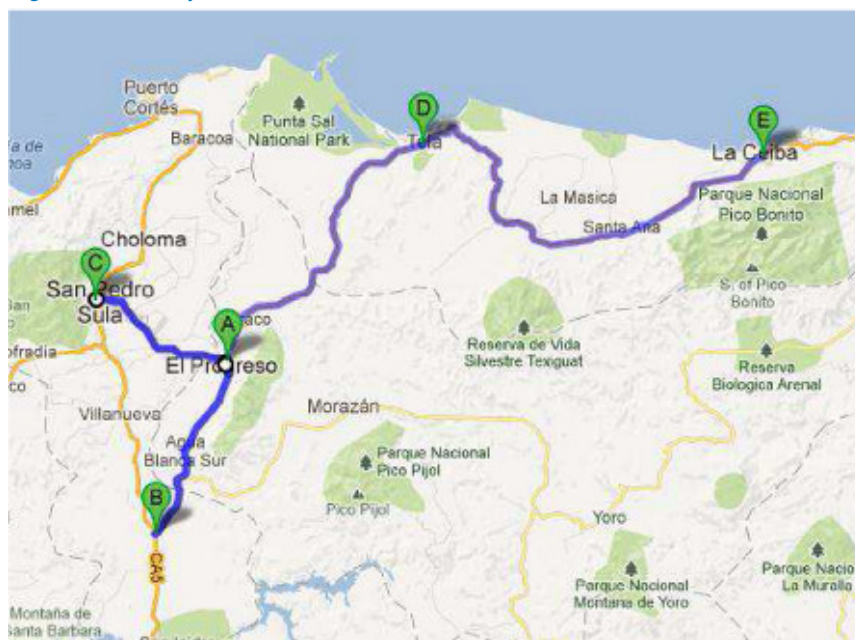 Puerto
Cortés
Baracoa
Punta Sal
National Park
D
Tela
E
La Ceiba
Parque Nacional
Pico Bonito
La Masica
Santa Ana
S. of Pico
Bonito
Choloma
C
San Pedro
Sula
A
El Progreso
Reserva de Vida
Silvestre Texiguat
Reserva
Biologica Arenal
Villanueva
Morazán
Agua
Blanca Sur
Parque Nacional
Pico Pijol
Pico Pijol
B
CA5
Yoro
Parque Nacional
Montana de Yoro
Parque
La Muralla
Montaña de
Santa Barbara